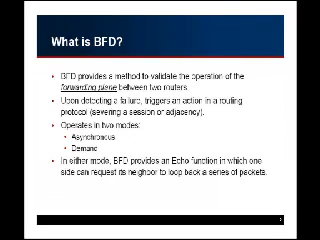 What is BFD?
BFD provides a method to validate the operation of the
forwarding plane between two routers
Upon detecting a failure, triggers an action in a routing
protocol (severing a session or adjacency).
Operates in two modes:
Asynchronous
Demand
In either mode, BFD provides an Echo function in which one
side can request its neighbor to loop back a series of packets.